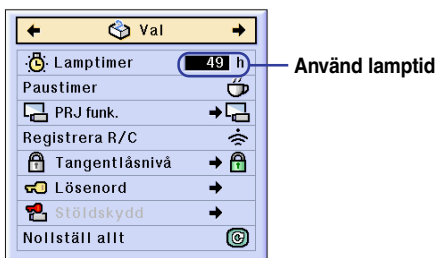 Val
Lamptimer 49 h
Använd lamptid
Paustimer
PRJ funk.
Registrera R/C
Tangentlåsnivå
Lösenord
Stöldskydd
Nollställ allt